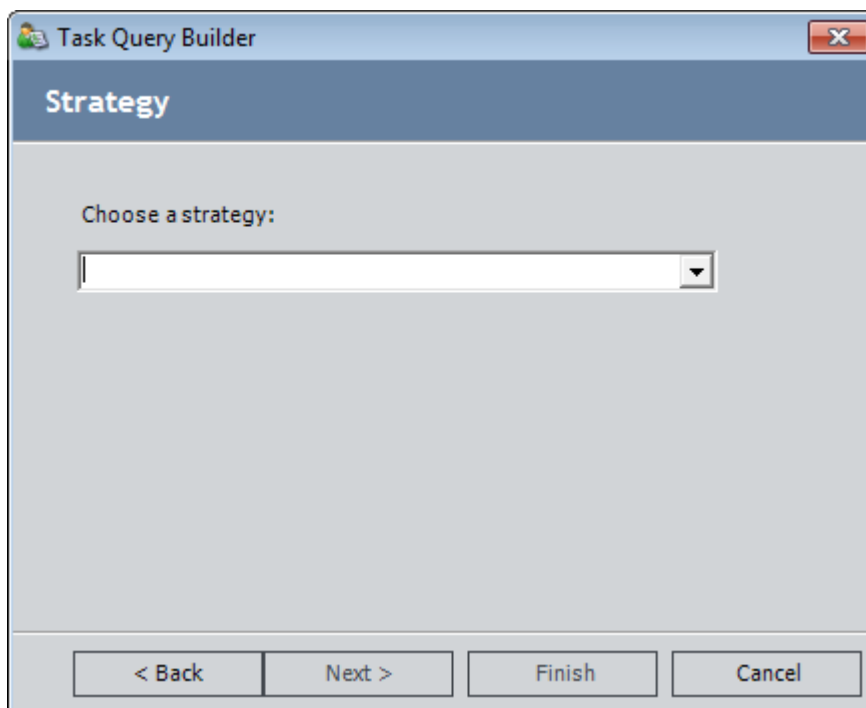 Task Query Builder
Strategy
Choose a strategy:
< Back Next > Finish Cancel